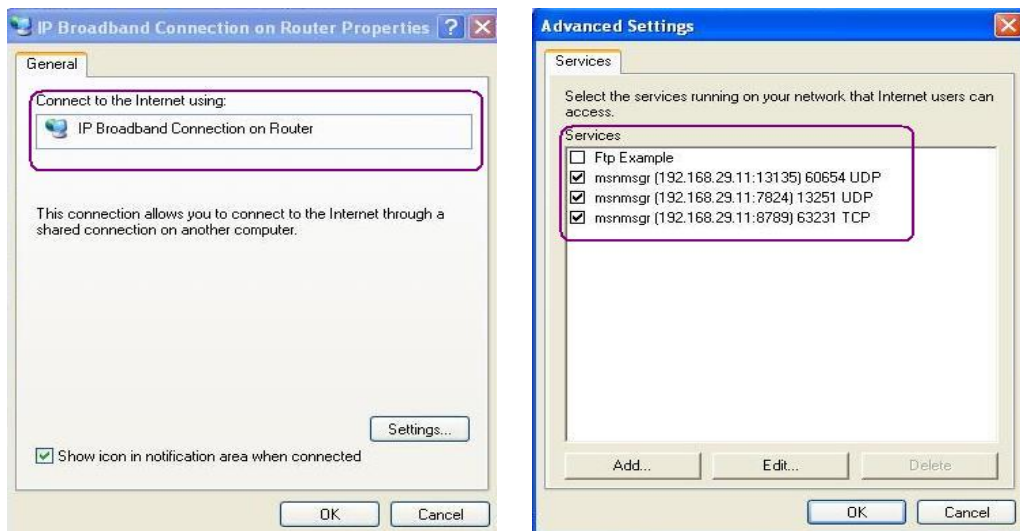 IP Broadband Connection on Router Properties
General
Connect to the Internet using:
IP Broadband Connection on Router
This connection allows you to connect to the Internet through a
shared connection on another computer.
Settings...
Show icon in notification area when connected
OK
Cancel
Advanced Settings
Services
Select the services running on your network that Internet users can
access.
Services
Ftp Example
msnmsgr (192.168.29.11:13135) 60654 UDP
msnmsgr (192.168.29.11:7824) 13251 UDP
msnmsgr (192.168.29.11:8789) 63231 TCP
Add...
Edit...
Delete
OK
Cancel